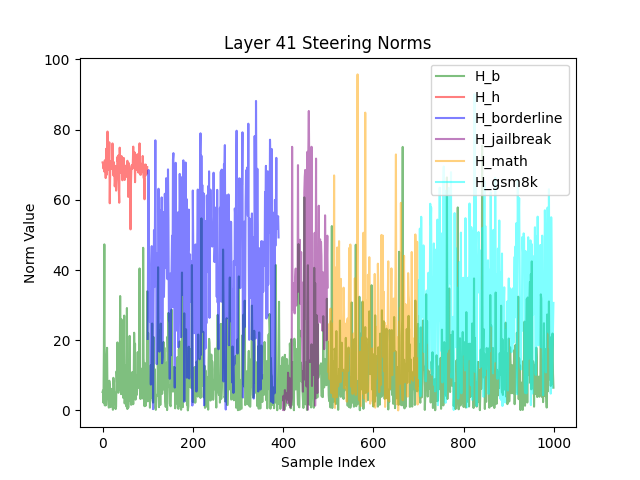 Layer 41 Steering Norms
Norm Value
100
80
60
40
20
0
H_b
H_h
H_borderline
H_jailbreak
H_math
H_gsm8k
0
200
400
600
800
1000
Sample Index